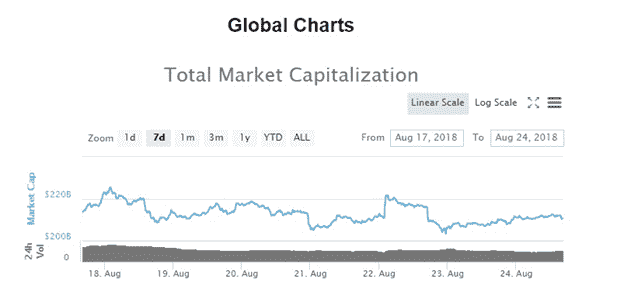 Global Charts
Total Market Capitalization
Linear Scale Log Scale
Zoom 1d 7d 1m 3m 1y YTD ALL From Aug 17, 2018 To Aug 24, 2018
Market Cap
$220B
$200B
24h Vol
0
18. Aug 19. Aug 20. Aug 21. Aug 22. Aug 23. Aug 24. Aug